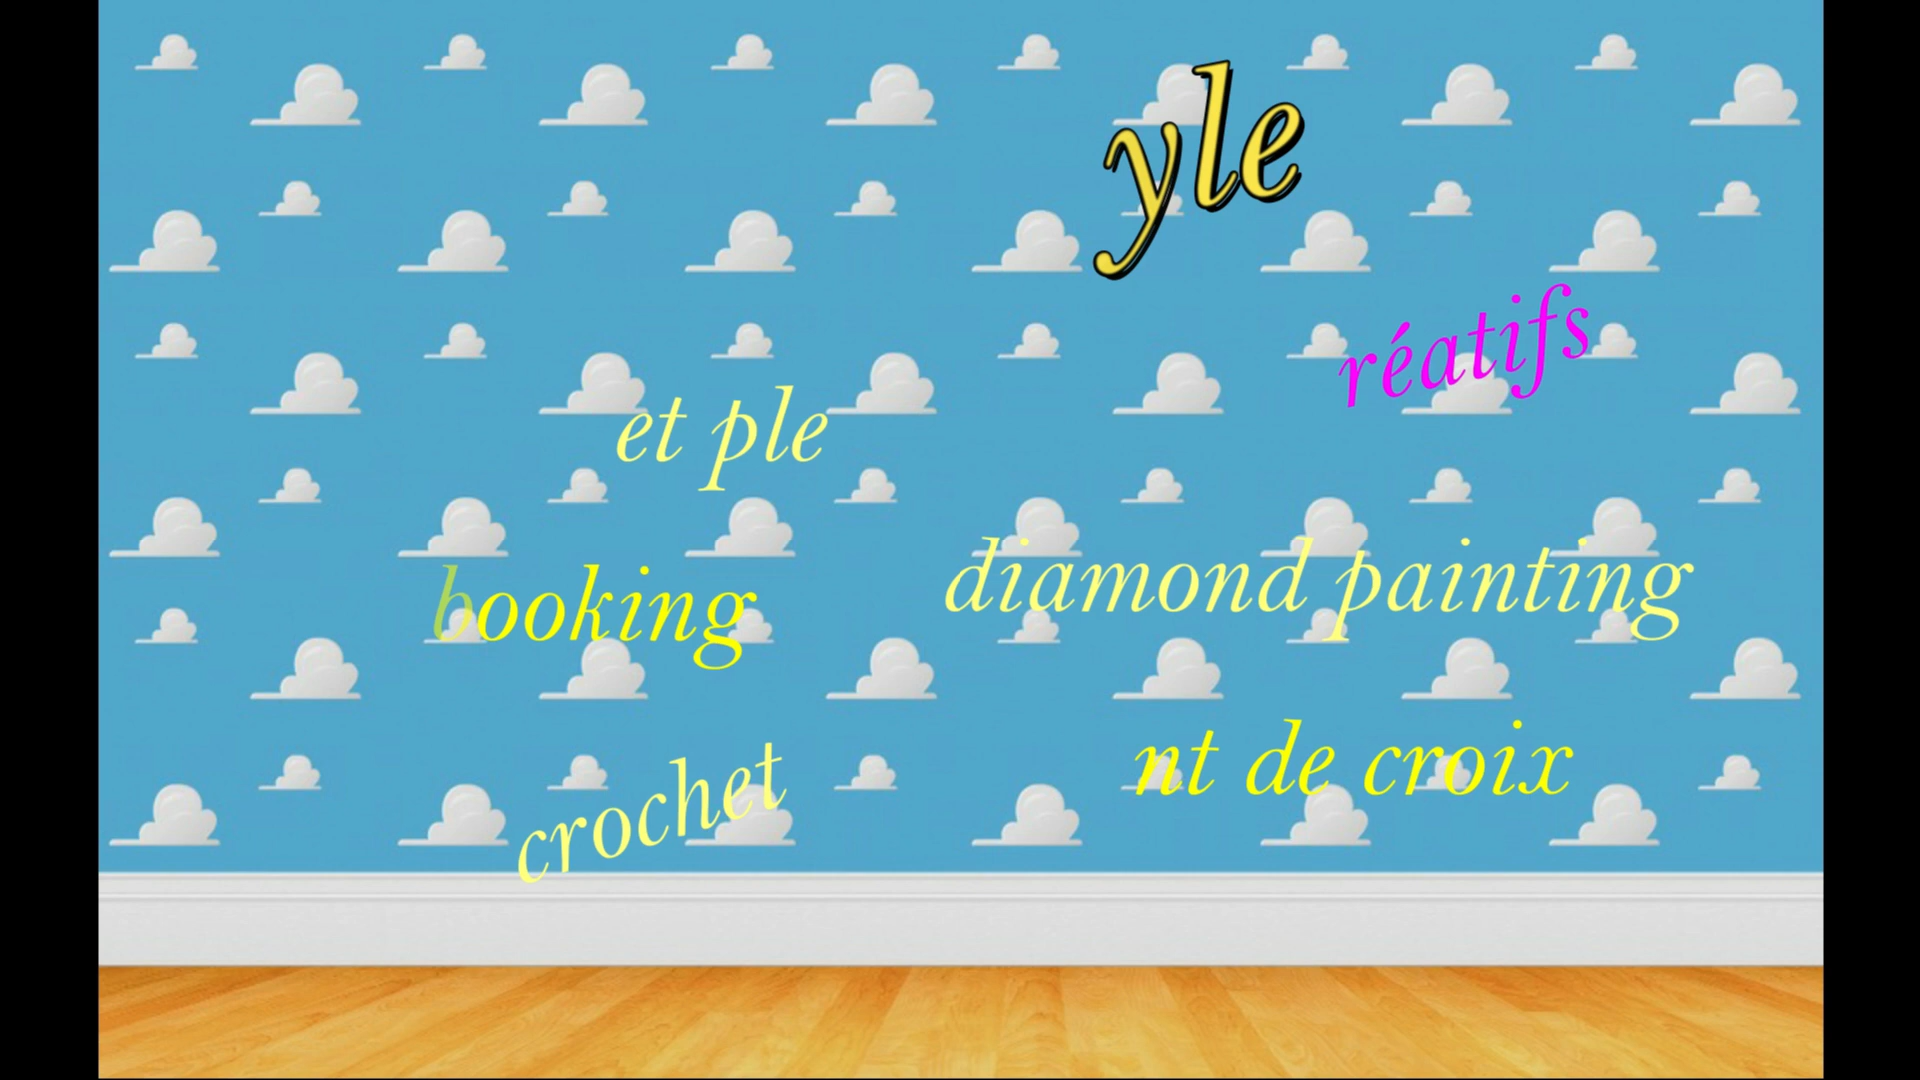 yle
réatifs
et ple
booking
diamond painting
nt de croix
crochet